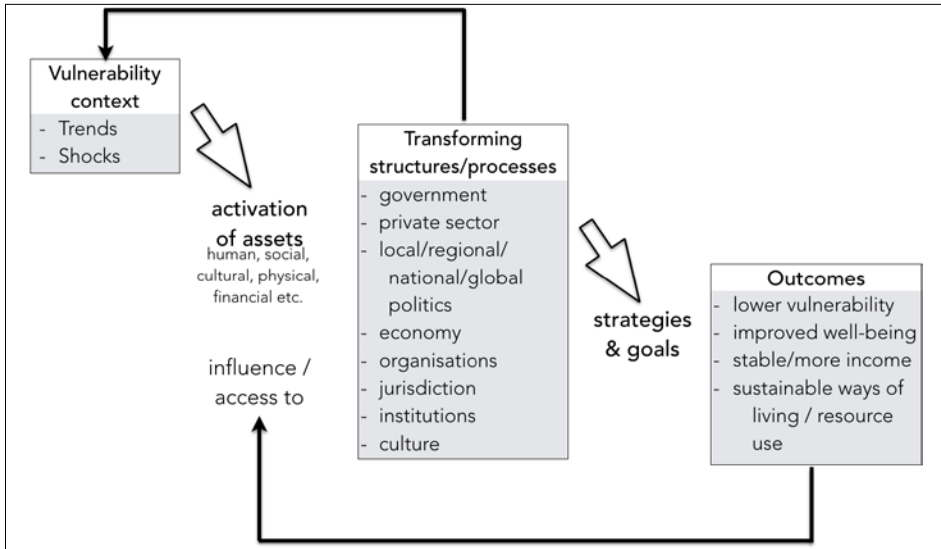 Vulnerability
context
- Trends
- Shocks
activation
of assets
human, social,
cultural, physical,
financial etc.
influence /
access to
Transforming
structures/processes
- government
- private sector
- local/regional/
national/global
politics
- economy
- organisations
- jurisdiction
- institutions
- culture
strategies
& goals
Outcomes
- lower vulnerability
- improved well-being
- stable/more income
- sustainable ways of
living / resource
use